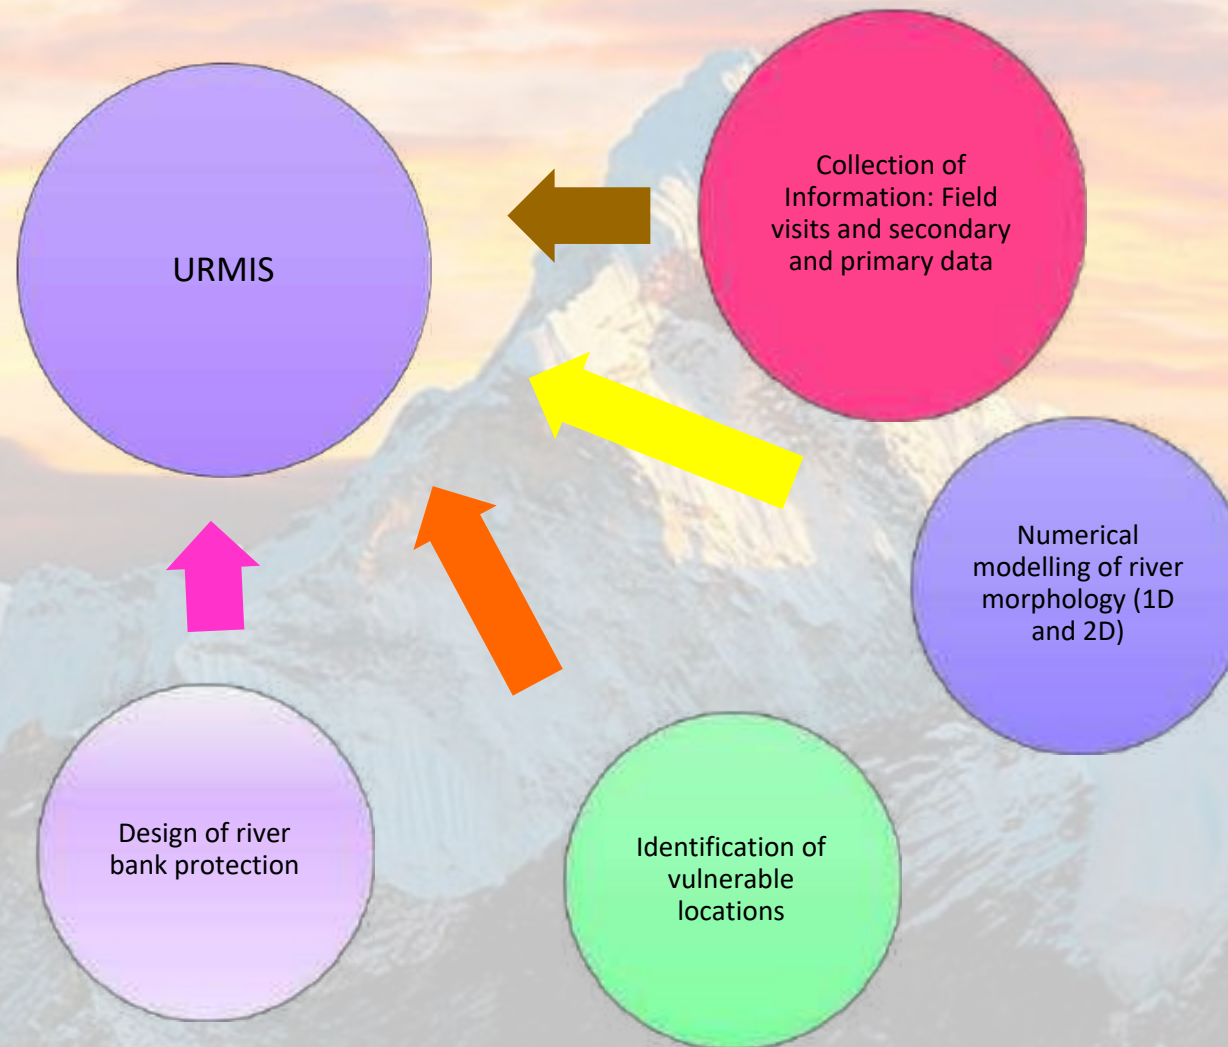 URMIS
Collection of
Information: Field
visits and secondary
and primary data
Numerical
modelling of river
morphology (1D
and 2D)
Design of river
bank protection
Identification of
vulnerable
locations